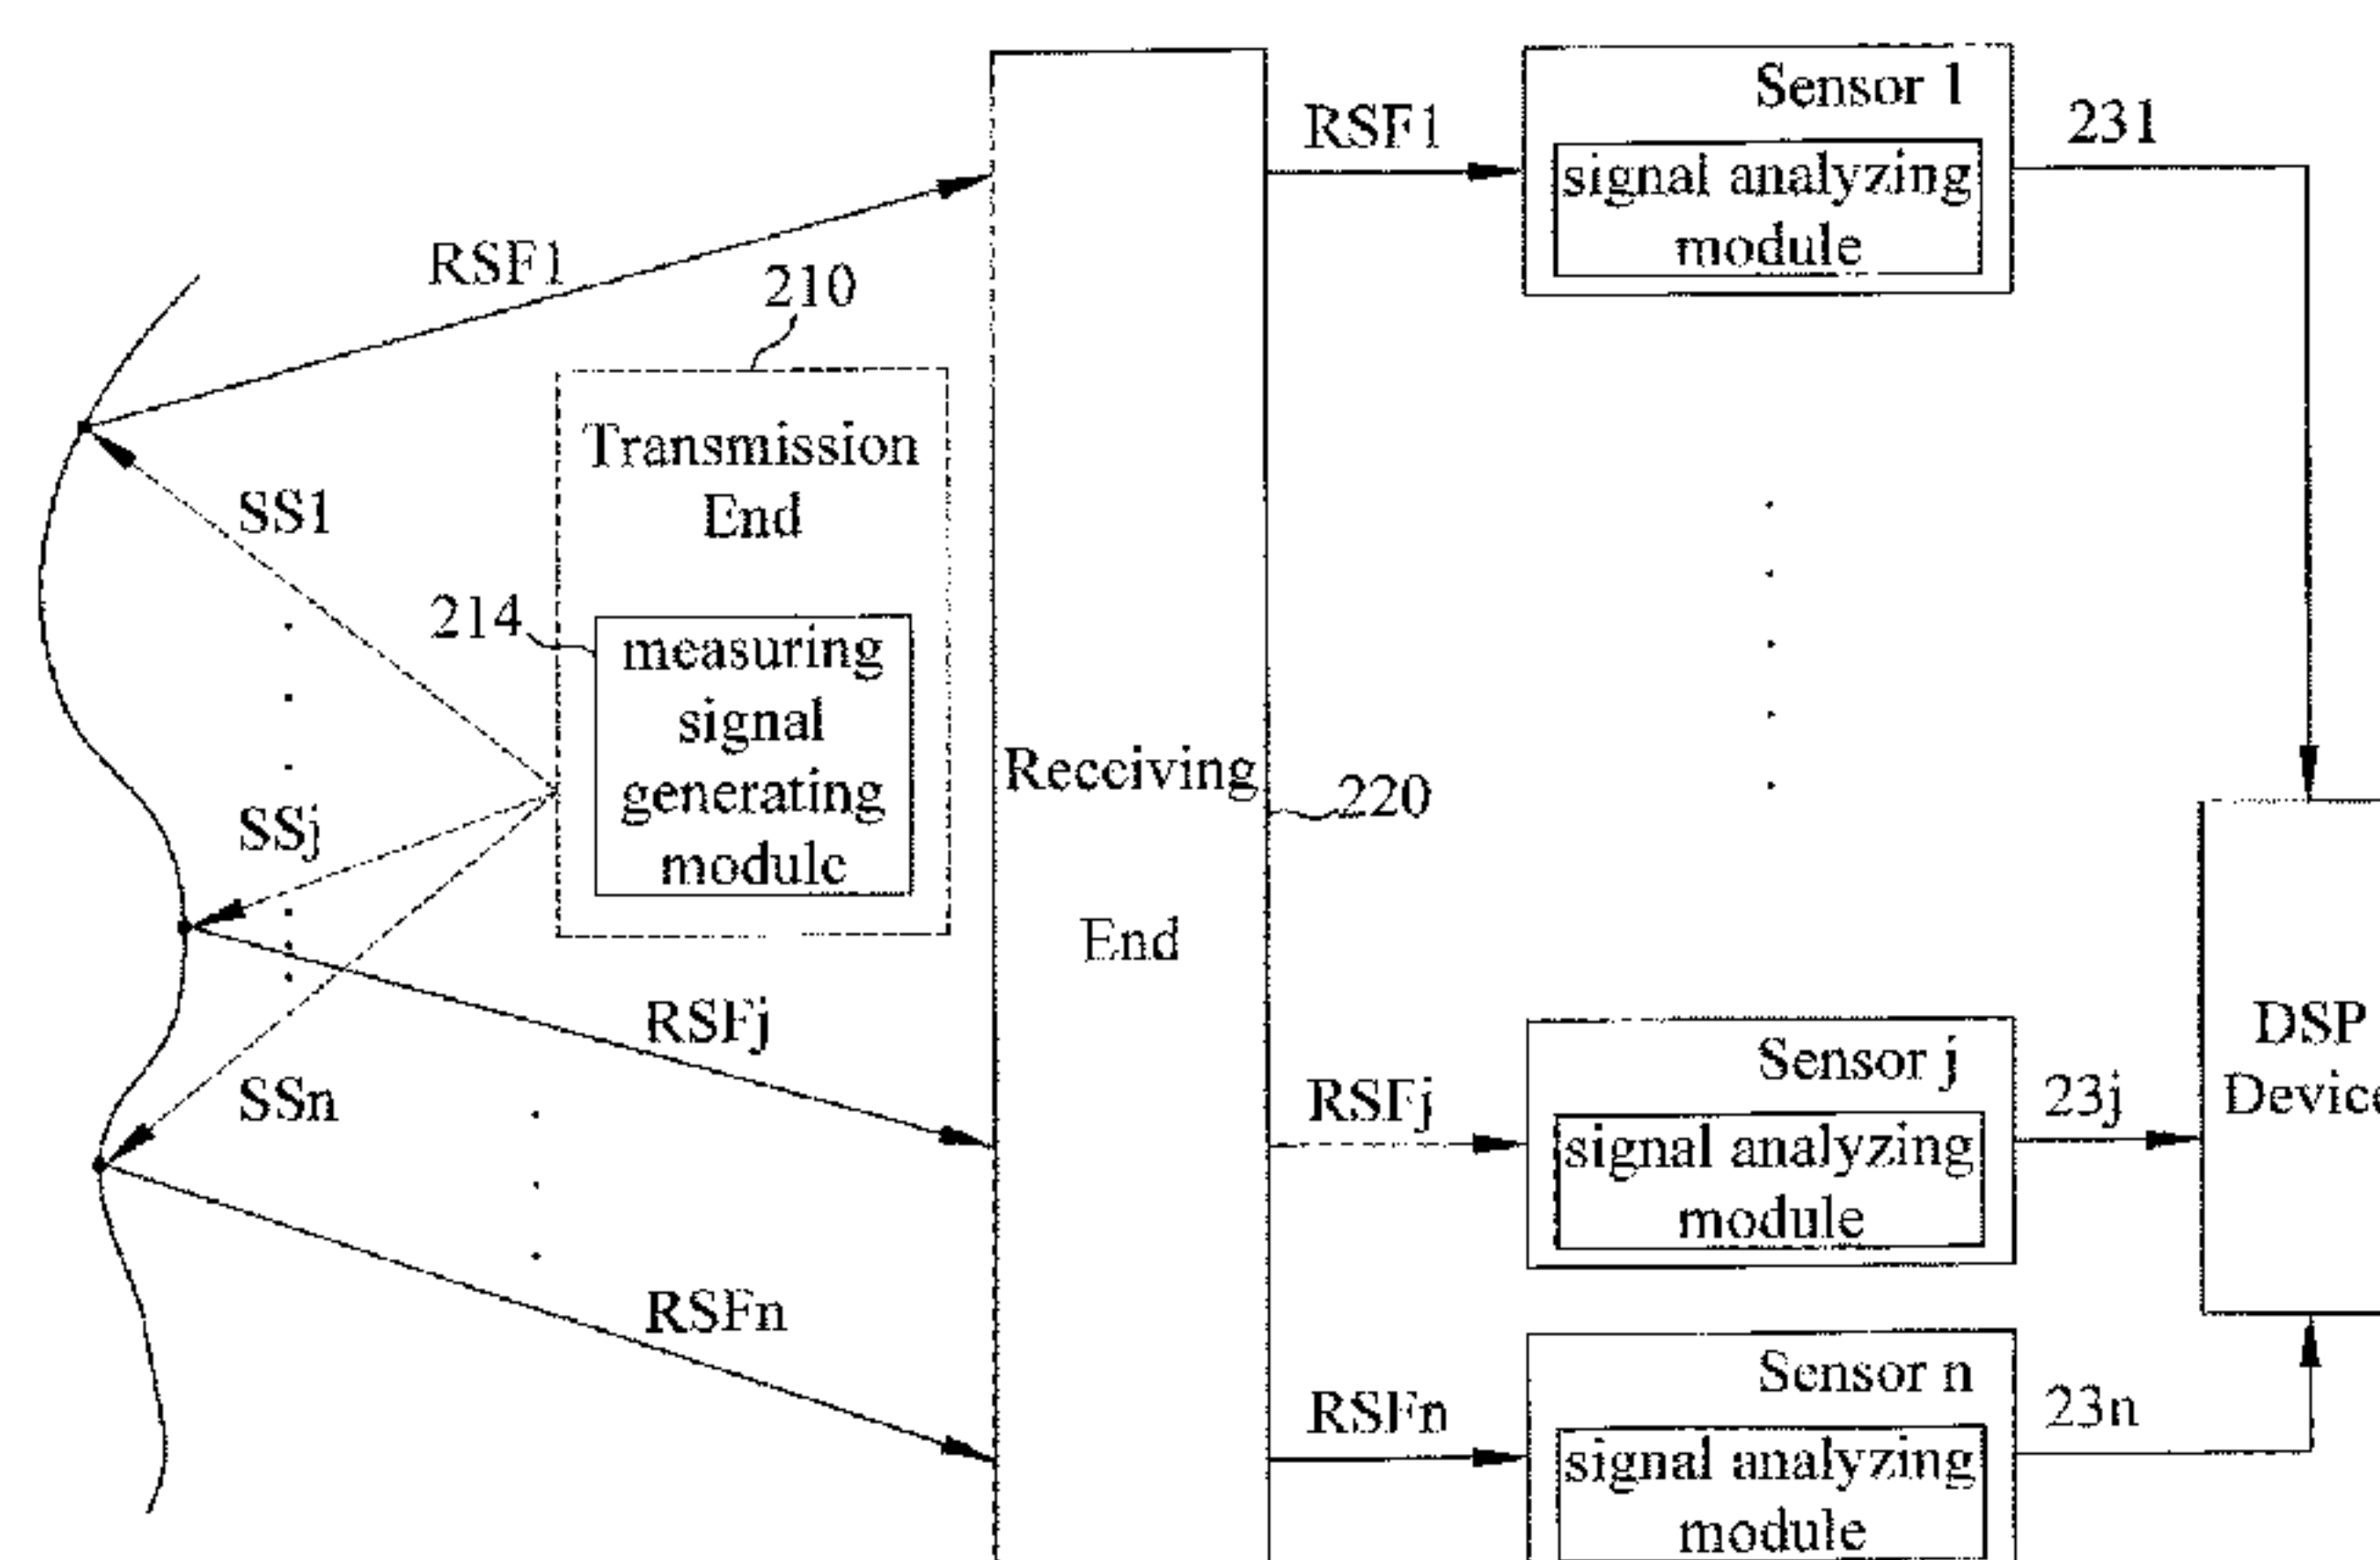 Sensor 1
RSF1
231
signal analyzing
module
RSF1
210
Transmission
End
SS1
214
measuring
signal
generating
module
Receiving
End
220
SSj
RSFj
SSn
RSFn
RSFj
Sensor j
signal analyzing
module
23j
DSP
Device
RSFn
Sensor n
signal analyzing
module
23n